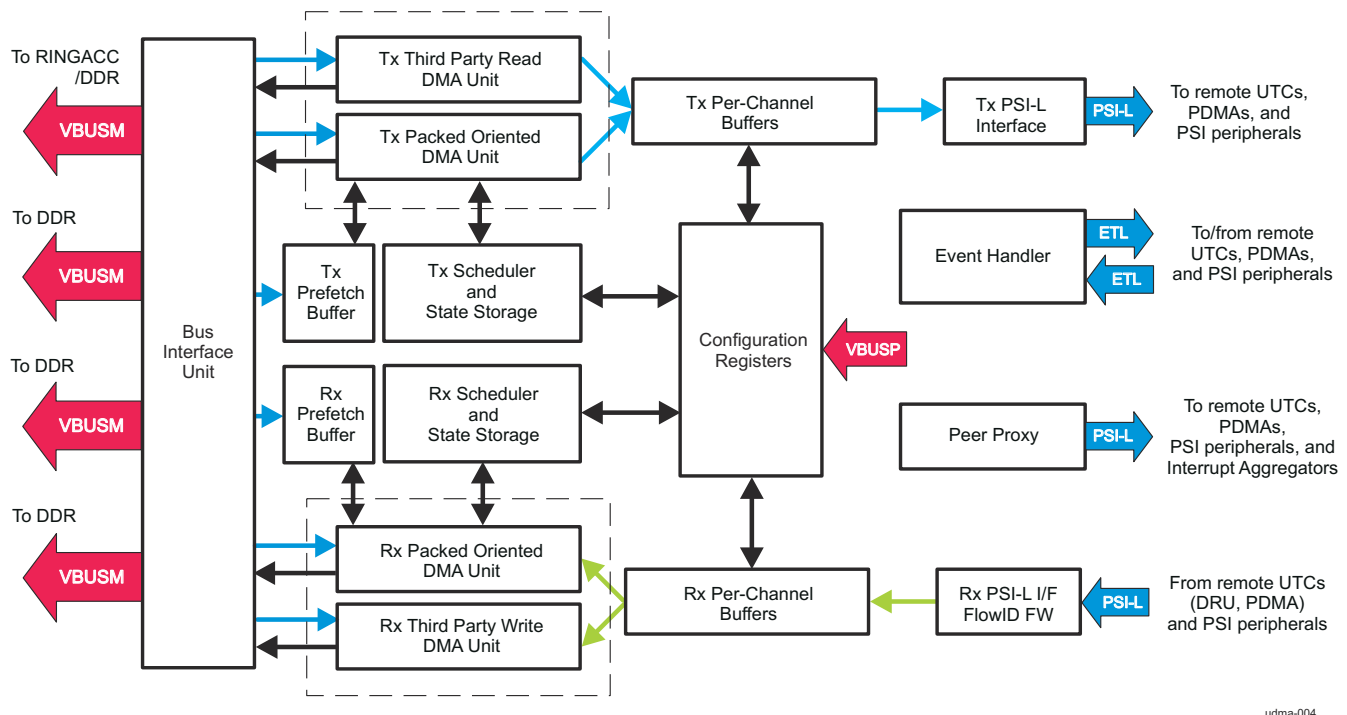 To RINGACC
/DDR
VBUSM
To DDR
VBUSM
To DDR
VBUSM
To DDR
VBUSM
Bus
Interface
Unit
Tx Third Party Read
DMA Unit
Tx Packed Oriented
DMA Unit
Tx
Prefetch
Buffer
Tx Scheduler
and
State Storage
Rx
Prefetch
Buffer
Rx Scheduler
and
State Storage
Rx Packed Oriented
DMA Unit
Rx Third Party Write
DMA Unit
Tx Per-Channel
Buffers
Configuration
Registers
VBUSP
Rx Per-Channel
Buffers
Tx PSI-L
Interface
PSI-L
To remote UTCs,
PDMAs, and
PSI peripherals
Event Handler
ETL
ETL
To/from remote
UTCs, PDMAs,
and PSI peripherals
Peer Proxy
PSI-L
To remote UTCs,
PDMAs,
PSI peripherals, and
Interrupt Aggregators
Rx PSI-L I/F
FlowID FW
PSI-L
From remote UTCs
(DRU, PDMA)
and PSI peripherals
udma-004